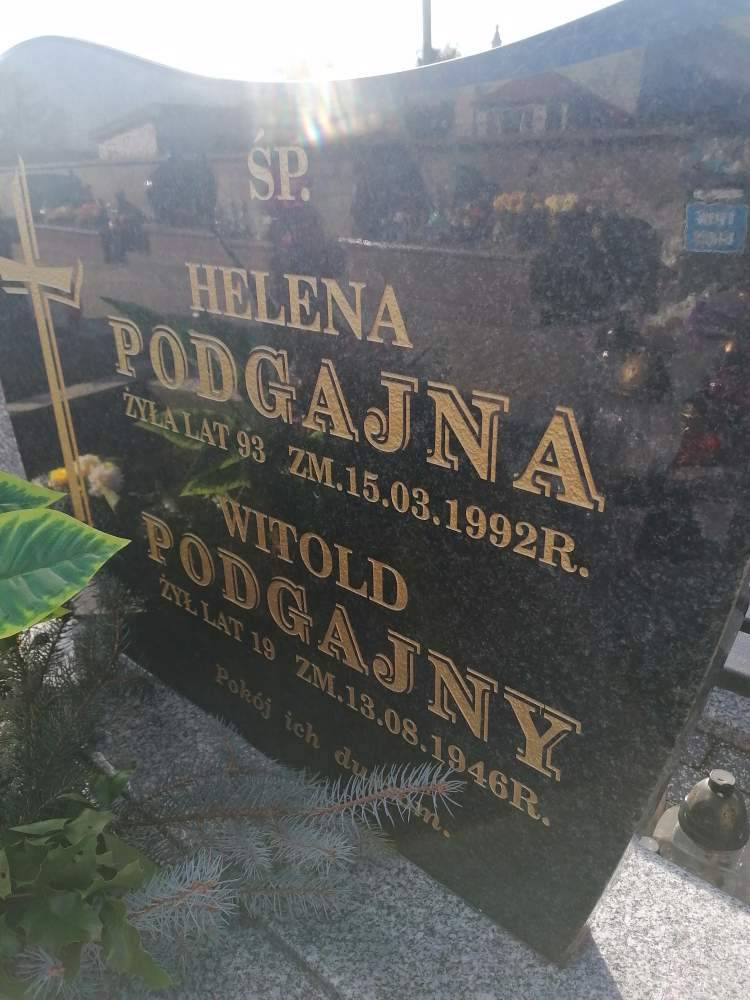 ŚP.
HELENA
PODGAJNA
ŻYŁA LAT 93 ZM.15.03.1992R.
WITOLD
PODGAJNY
ŻYŁ LAT 19 ZM.13.08.1946R.
Pokój ich